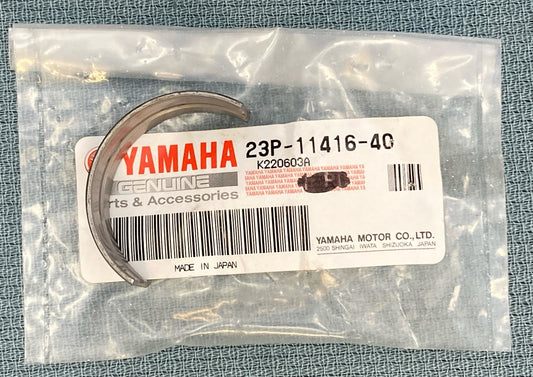 YAMAHA 23P-11416-40
K220603A
GENUINE
Parts & Accessories
YAMAHA MOTOR CO., LTD.
2500 SHINGAI IWATA SHIZUOKA JAPAN
MADE IN JAPAN